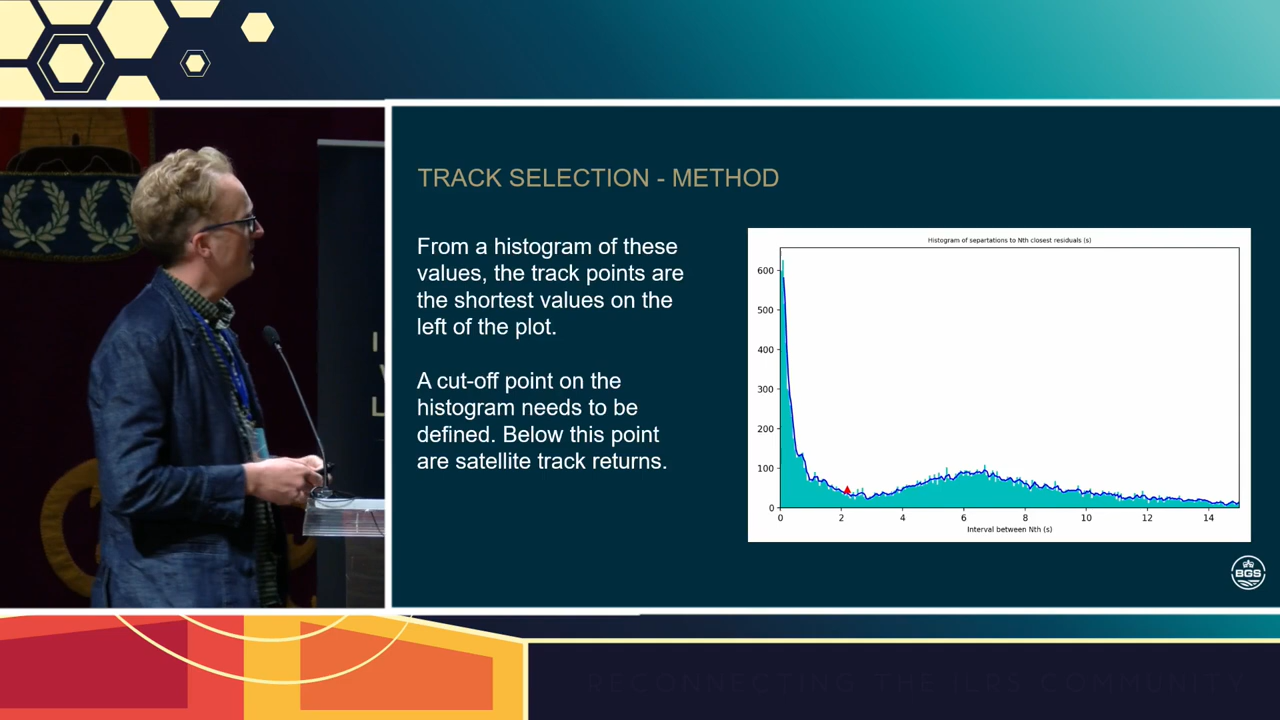 TRACK SELECTION - METHOD
From a histogram of these
values, the track points are
the shortest values on the
left of the plot.
A cut-off point on the
histogram needs to be
defined. Below this point
are satellite track returns.
Histogram of separtations to Nth closest residuals (s)
600
500
400
300
200
100
0
0 2 4 6 8 10 12 14
Interval between Nth (s)
BGS
I
L
RECONNECTING THE ILRS COMMUNITY